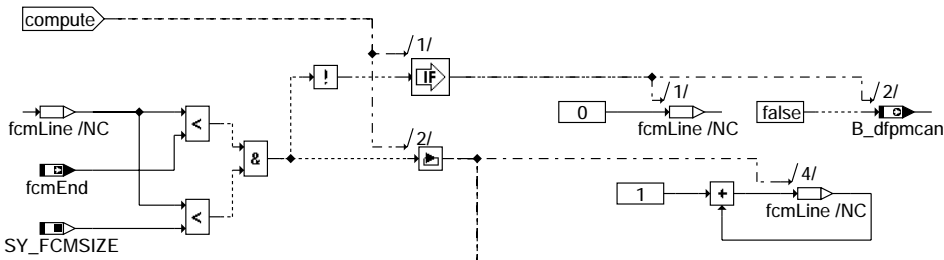 compute
/1/
!
IF
/1/
/2/
0
false
fcmLine /NC
<
fcmLine /NC
B_dfpmcan
&
/2/
fcmEnd
/4/
<
1
+
fcmLine /NC
SY_FCMSIZE